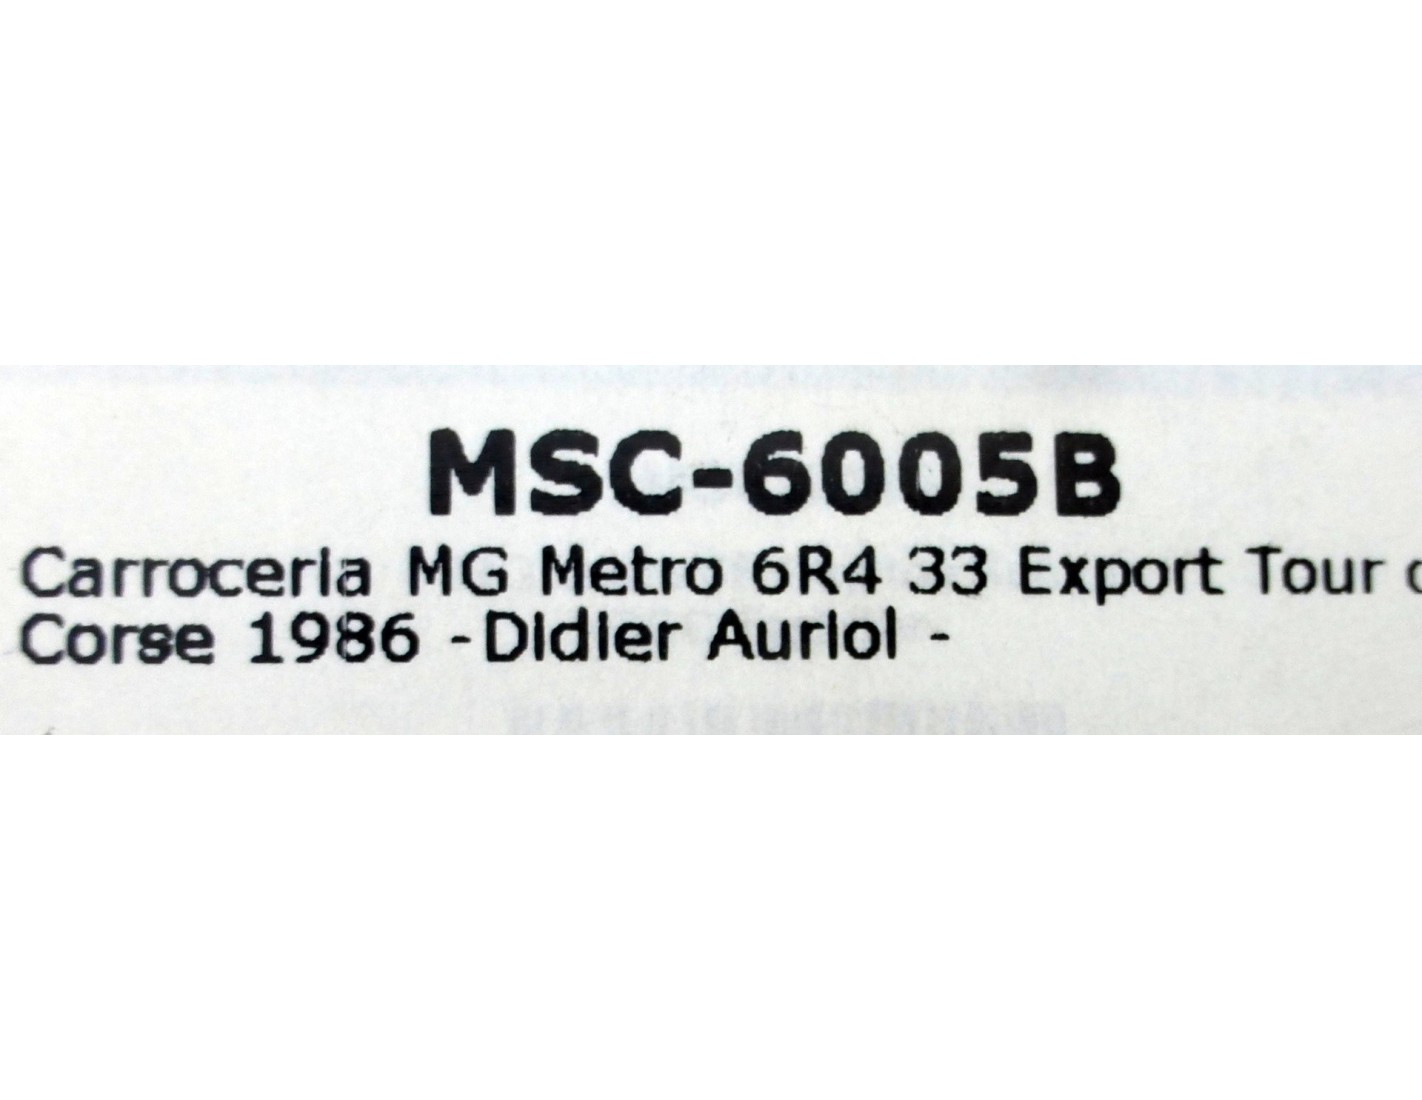 MSC-6005B
Carroceria MG Metro 6R4 33 Export Tour
Corse 1986 - Didier Auriol -